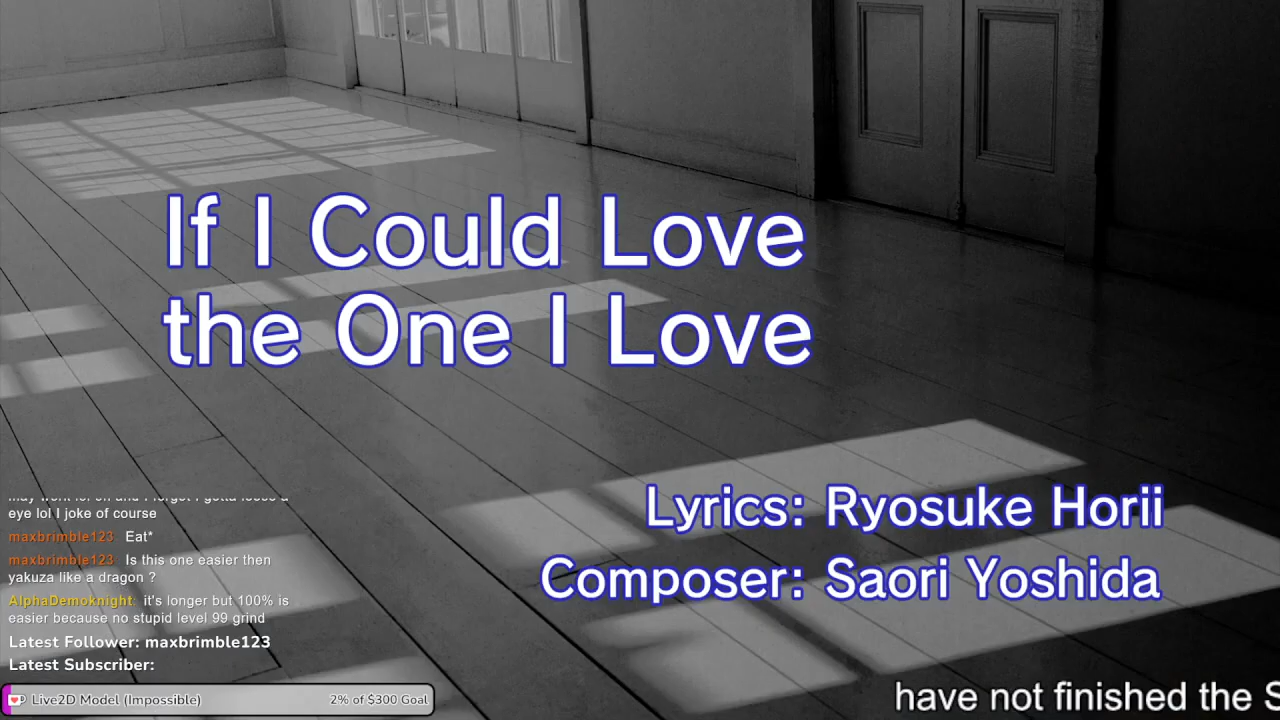 If I Could Love
the One I Love
Lyrics: Ryosuke Horii
Composer: Saori Yoshida
eye lol I joke of course
maxbrimble123: Eat*
maxbrimble123: Is this one easier then
yakuza like a dragon ?
AlphaDemoknight: it's longer but 100% is
easier because no stupid level 99 grind
Latest Follower: maxbrimble123
Latest Subscriber:
Live2D Model (Impossible) 2% of $300 Goal
have not finished the S